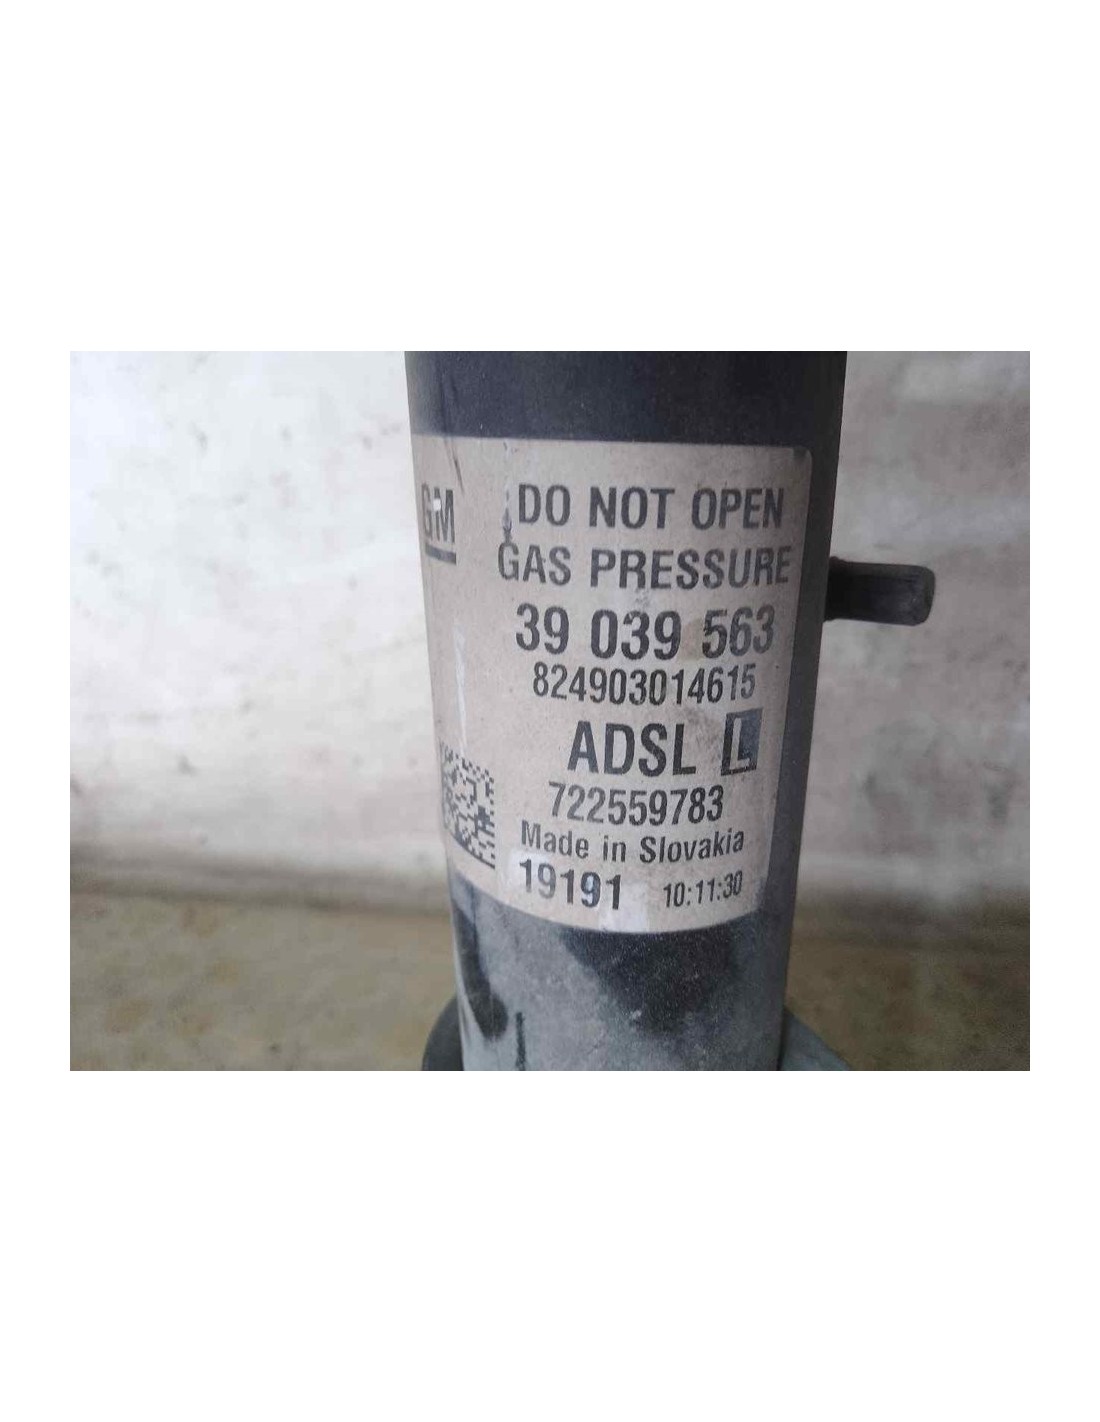 GM
DO NOT OPEN
GAS PRESSURE
39 039 563
824903014615
ADSL L
722559783
Made in Slovakia
19191 10:11:30